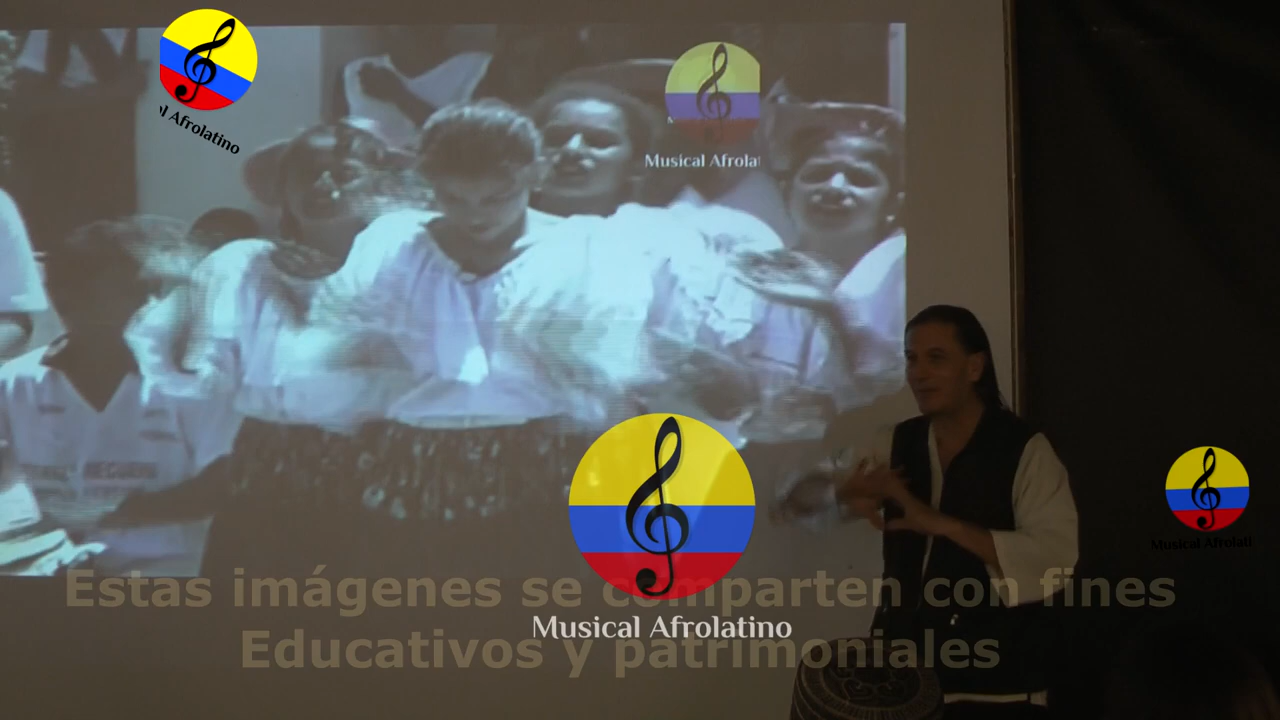 l Afrolatino
Musical Afrolat
Estas imágenes se comparten con fines
Musical Afrolatino
Educativos y patrimoniales
Musical Afrolati